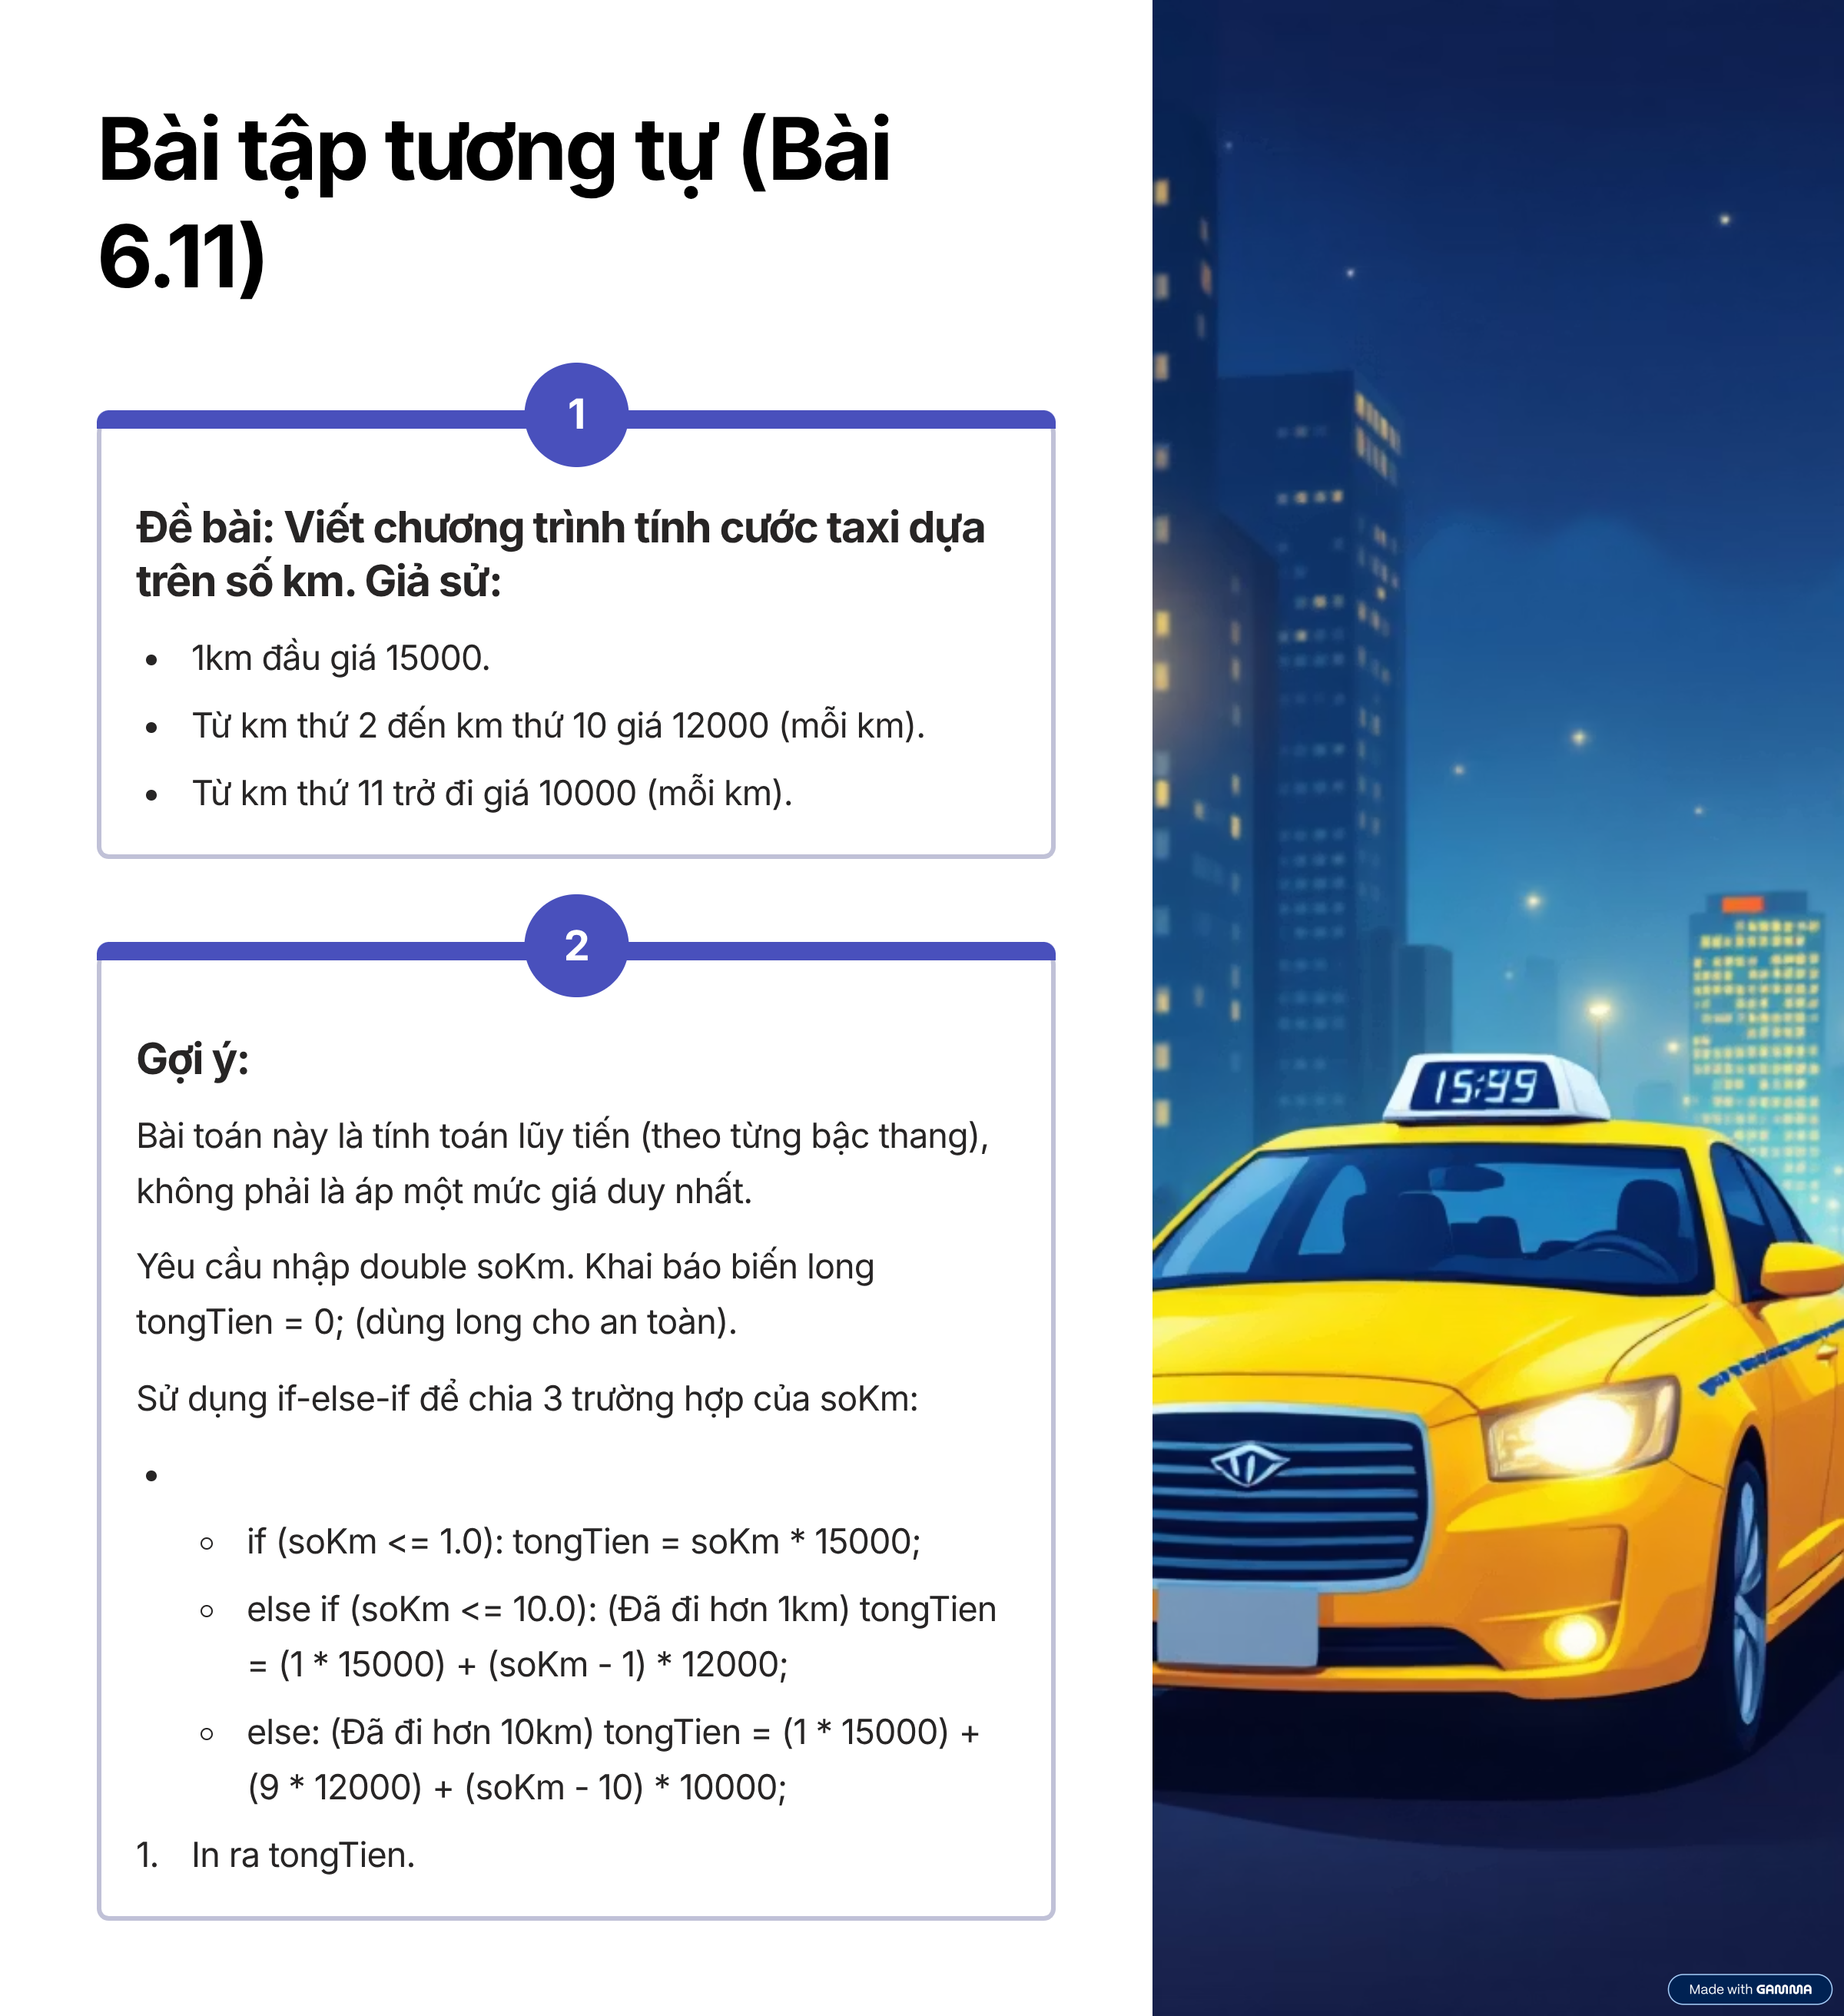 Bài tập tương tự (Bài
6.11)
1
Đề bài: Viết chương trình tính cước taxi dựa
trên số km. Giả sử:
• 1km đầu giá 15000.
• Từ km thứ 2 đến km thứ 10 giá 12000 (mỗi km).
• Từ km thứ 11 trở đi giá 10000 (mỗi km).
2
Gợi ý:
Bài toán này là tính toán lũy tiến (theo từng bậc thang),
không phải là áp một mức giá duy nhất.
Yêu cầu nhập double soKm. Khai báo biến long
tongTien = 0; (dùng long cho an toàn).
Sử dụng if-else-if để chia 3 trường hợp của soKm:
•
◦ if (soKm <= 1.0): tongTien = soKm * 15000;
◦ else if (soKm <= 10.0): (Đã đi hơn 1km) tongTien
= (1 * 15000) + (soKm - 1) * 12000;
◦ else: (Đã đi hơn 10km) tongTien = (1 * 15000) +
(9 * 12000) + (soKm - 10) * 10000;
1. In ra tongTien.
15:99
Made with GAMMA